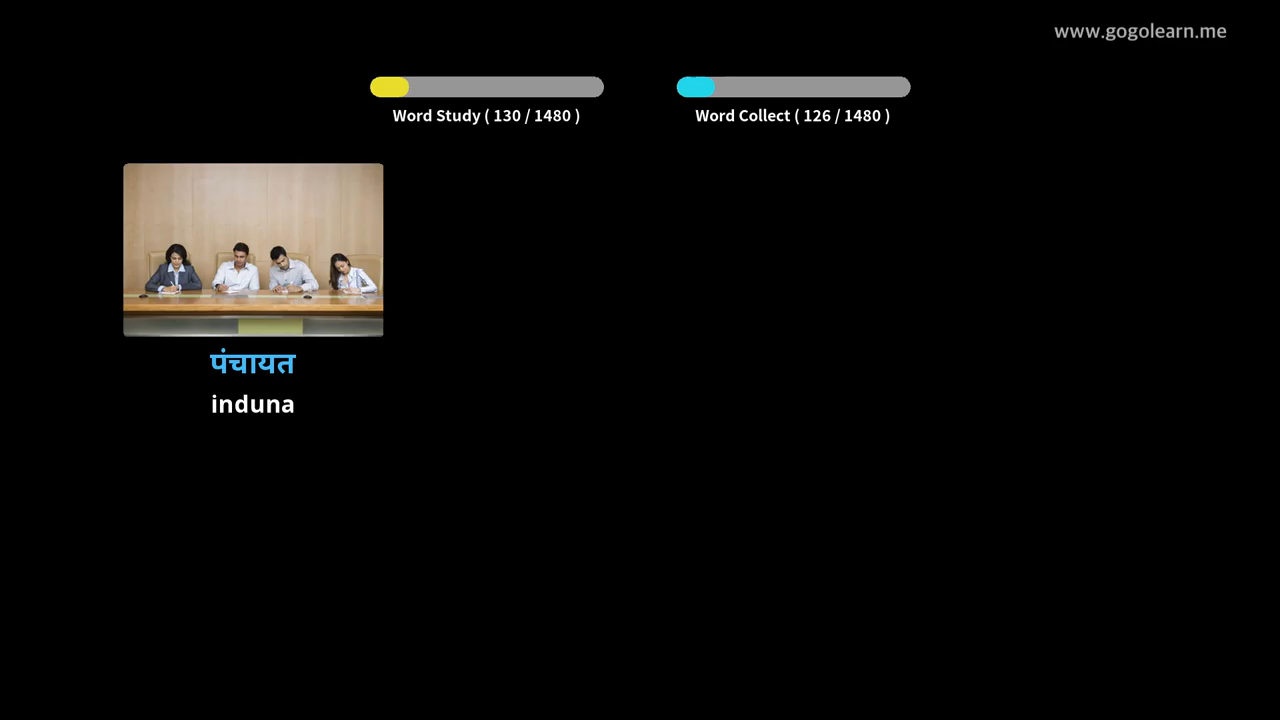 www.gogolearn.me
Word Study ( 130 / 1480 )
Word Collect ( 126 / 1480 )
पंचायत
induna